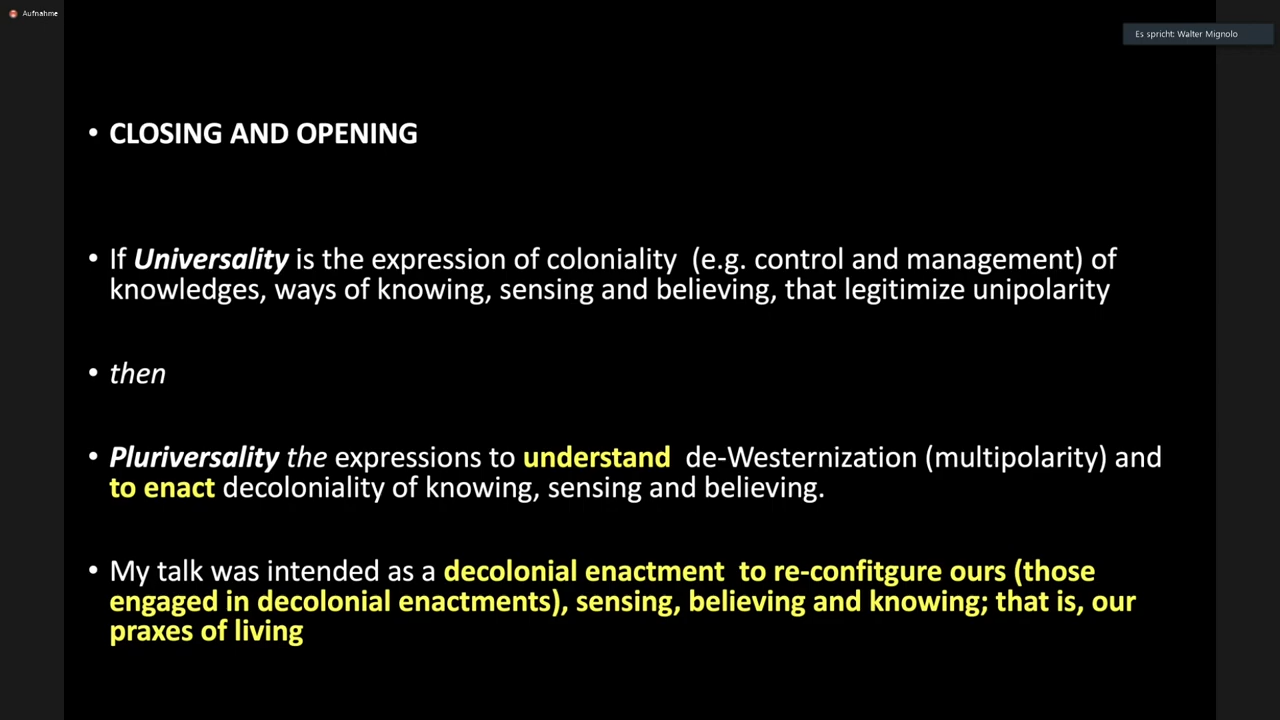 Aufnahme
Es spricht: Walter Mignolo
• CLOSING AND OPENING
• If Universality is the expression of coloniality (e.g. control and management) of
knowledges, ways of knowing, sensing and believing, that legitimize unipolarity
• then
• Pluriversality the expressions to understand de-Westernization (multipolarity) and
to enact decoloniality of knowing, sensing and believing.
• My talk was intended as a decolonial enactment to re-confitgure ours (those
engaged in decolonial enactments), sensing, believing and knowing; that is, our
praxes of living